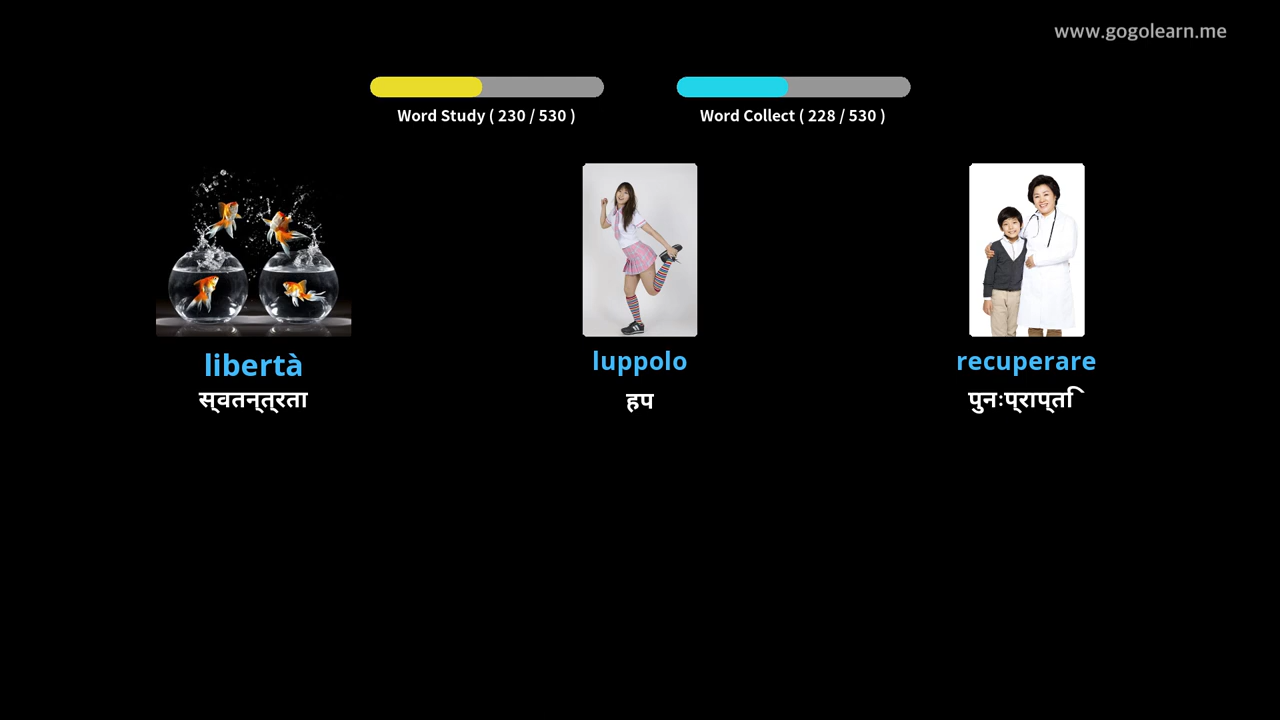 www.gogolearn.me
Word Study ( 230 / 530 )
Word Collect ( 228 / 530 )
libertà
luppolo
recuperare
स्वतन्त्रता
हप
पुनःप्राप्ति